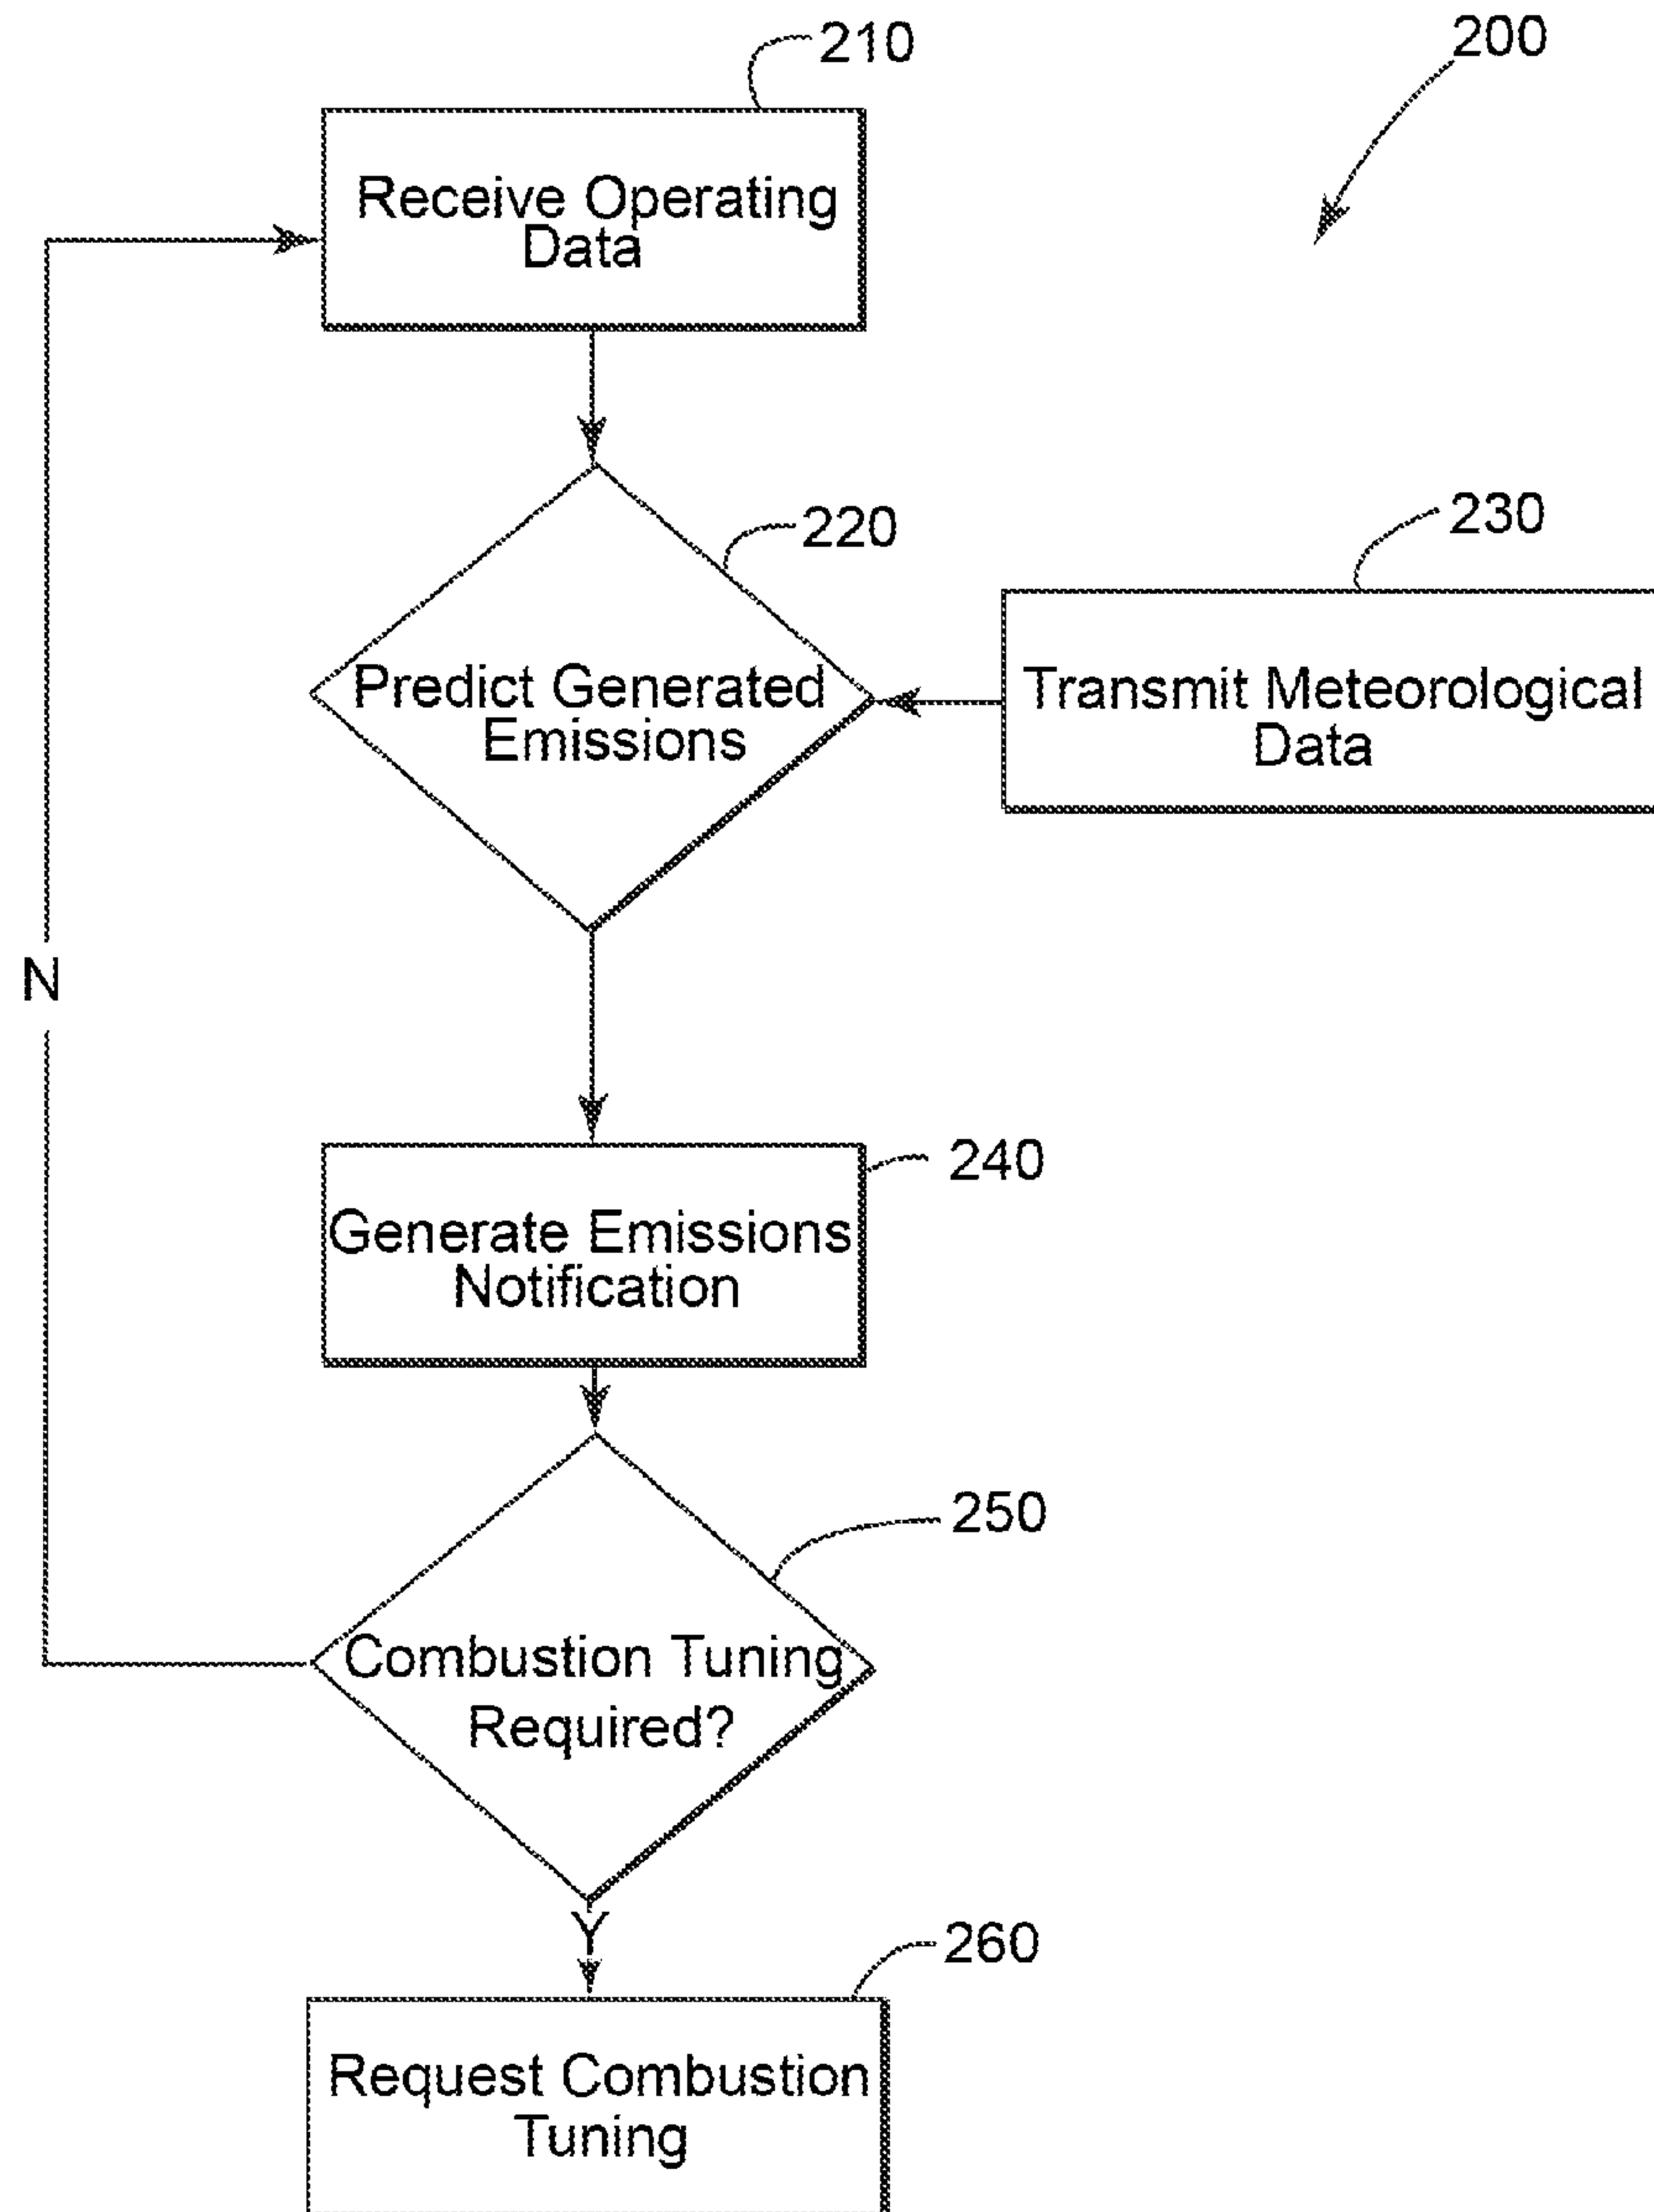 210
200
Receive Operating
Data
220
230
Predict Generated
Emissions
Transmit Meteorological
Data
N
240
Generate Emissions
Notification
250
Combustion Tuning
Required?
Y
260
Request Combustion
Tuning